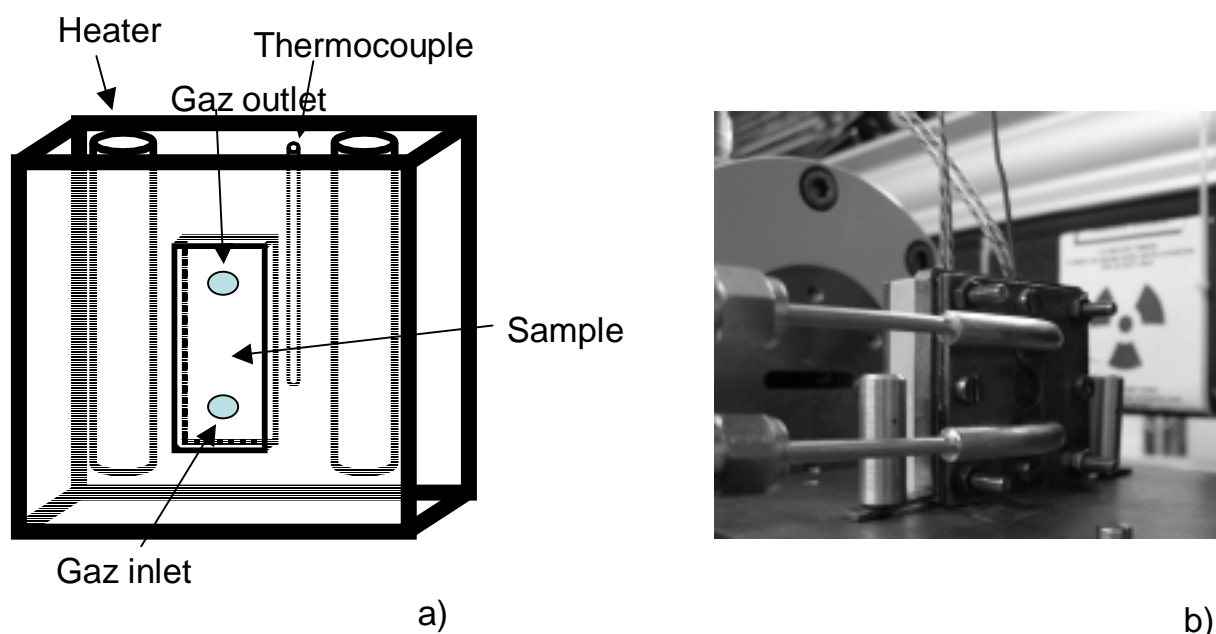 Heater
Thermocouple
Gaz outlet
Sample
Gaz inlet
a)
b)